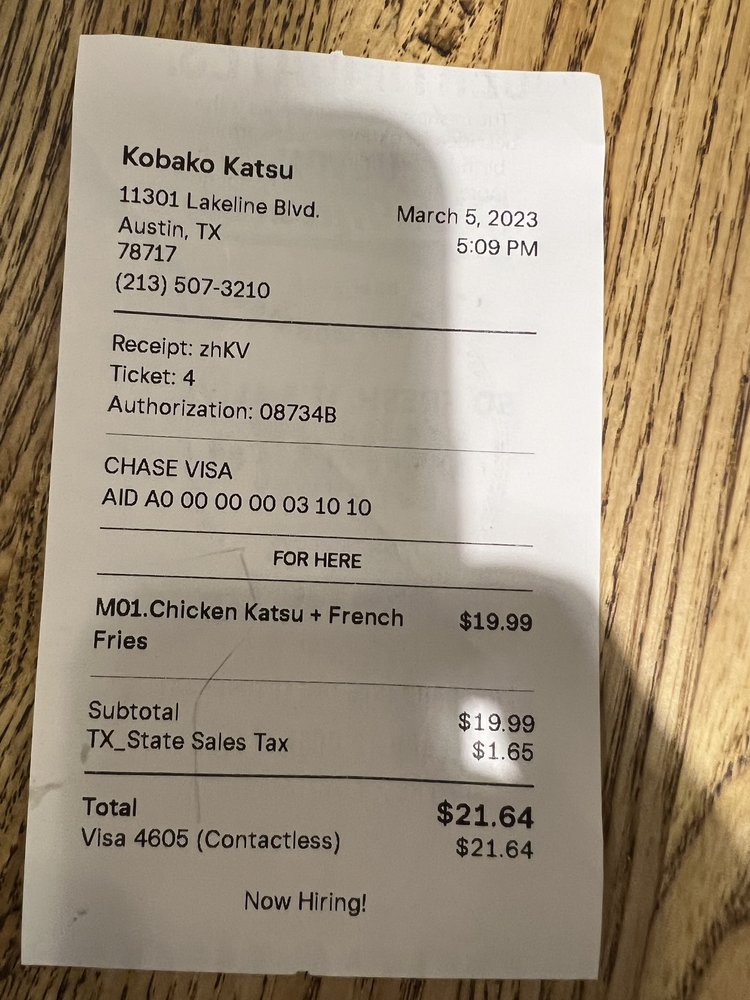 Kobako Katsu
11301 Lakeline Blvd.
March 5, 2023
Austin, TX
5:09 PM
78717
(213) 507-3210
Receipt: zhKV
Ticket: 4
Authorization: 08734B
CHASE VISA
AID A0 00 00 00 03 10 10
FOR HERE
M01.Chicken Katsu + French $19.99
Fries
Subtotal $19.99
TX_State Sales Tax $1.65
Total $21.64
Visa 4605 (Contactless) $21.64
Now Hiring!